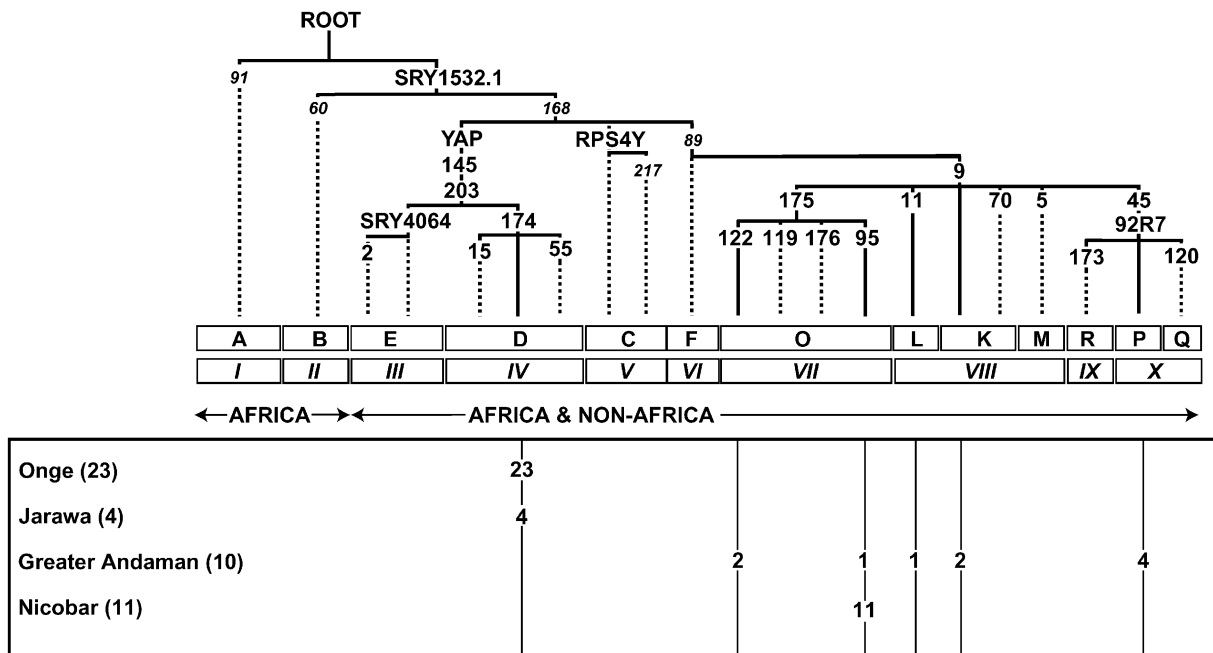 ROOT
91 SRY1532.1
60 168
YAP RPS4Y 89
145 217 9
203 175 11 70 5 45
SRY4064 174 92R7
2 15 55 122 119 176 95 173 120
A B E D C F O L K M R P Q
I II III IV V VI VII VIII IX X
AFRICA AFRICA & NON-AFRICA
Onge (23) 23
Jarawa (4) 4
Greater Andaman (10) 2 1 1 2 4
Nicobar (11) 11